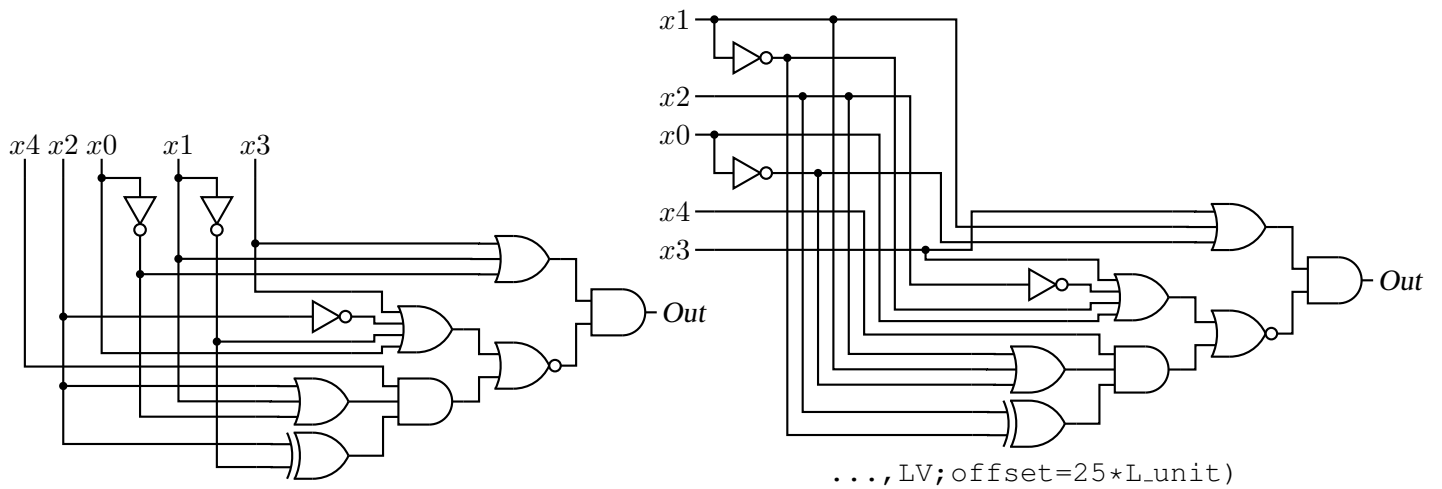 x4 x2 x0 x1 x3
Out
x1
x2
x0
x4
x3
Out
...,LV;offset=25*L_unit)